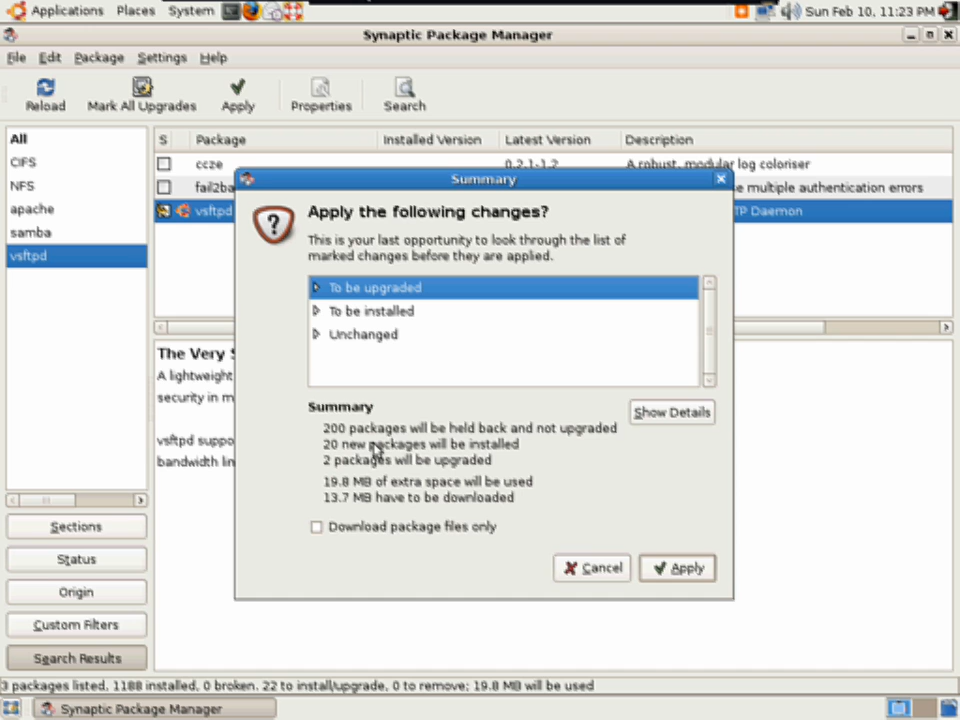 Applications Places System Sun Feb 10, 11:23 PM
Synaptic Package Manager
File Edit Package Settings Help
Reload Mark All Upgrades Apply Properties Search
All
CIFS
NFS
apache
samba
vsftpd
S Package Installed Version Latest Version Description
ccze 0.2.1-1.2 A robust, modular log coloriser
fail2ba multiple authentication errors
vsftpd TP Daemon
Summary
Apply the following changes?
This is your last opportunity to look through the list of
marked changes before they are applied.
To be upgraded
To be installed
Unchanged
Summary
Show Details
200 packages will be held back and not upgraded
20 new packages will be installed
2 packages will be upgraded
19.8 MB of extra space will be used
13.7 MB have to be downloaded
Download package files only
Cancel Apply
The Very
A lightweight
security in m
vsftpd suppo
bandwidth lin
Sections
Status
Origin
Custom Filters
Search Results
3 packages listed, 1188 installed, 0 broken. 22 to install/upgrade, 0 to remove; 19.8 MB will be used
Synaptic Package Manager